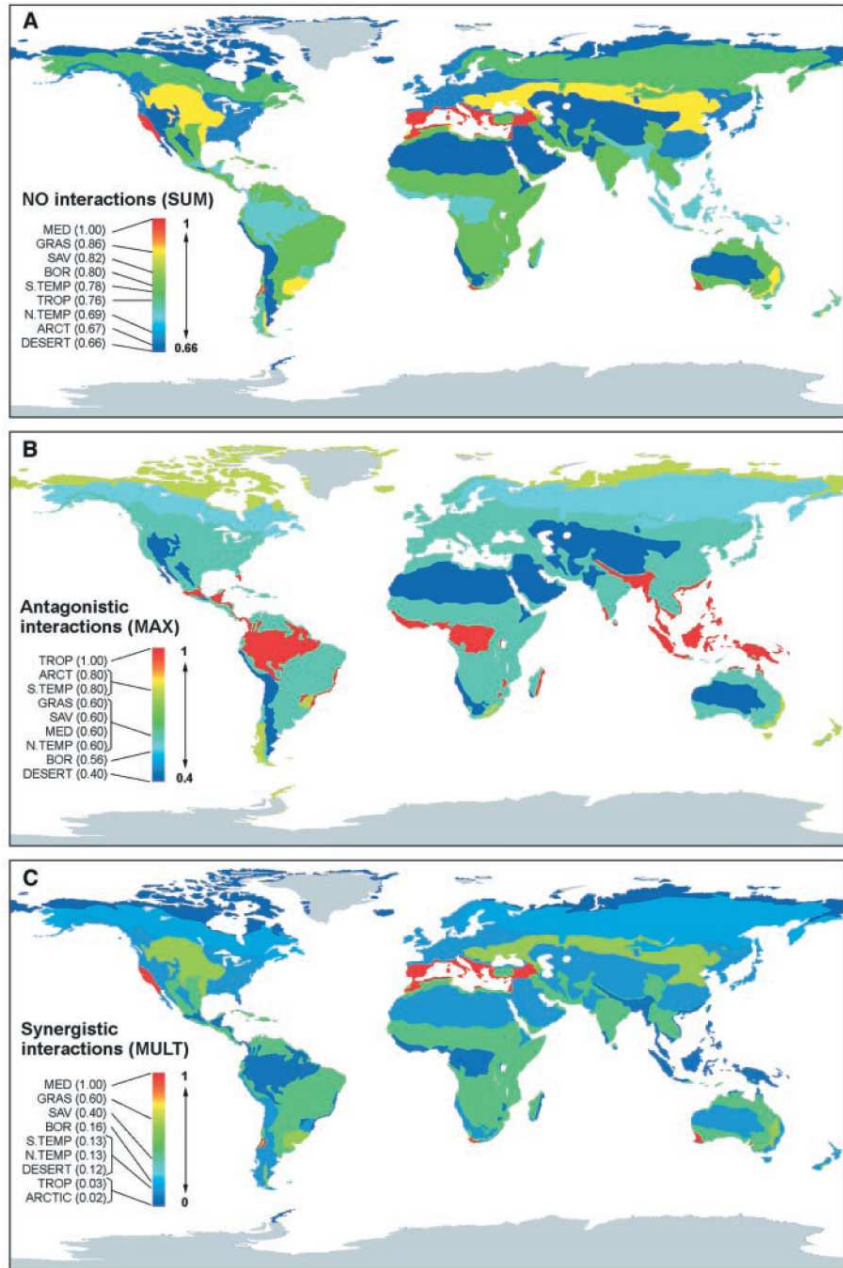 A
NO interactions (SUM)
MED (1.00)
GRAS (0.86)
SAV (0.82)
BOR (0.80)
S.TEMP (0.78)
TROP (0.76)
N.TEMP (0.69)
ARCT (0.67)
DESERT (0.66)
1
0.66
B
Antagonistic
interactions (MAX)
TROP (1.00)
ARCT (0.80)
S.TEMP (0.80)
GRAS (0.60)
SAV (0.60)
MED (0.60)
N.TEMP (0.60)
BOR (0.56)
DESERT (0.40)
1
0.4
C
Synergistic
interactions (MULT)
MED (1.00)
GRAS (0.60)
SAV (0.40)
BOR (0.16)
S.TEMP (0.13)
N.TEMP (0.13)
DESERT (0.12)
TROP (0.03)
ARCTIC (0.02)
1
0